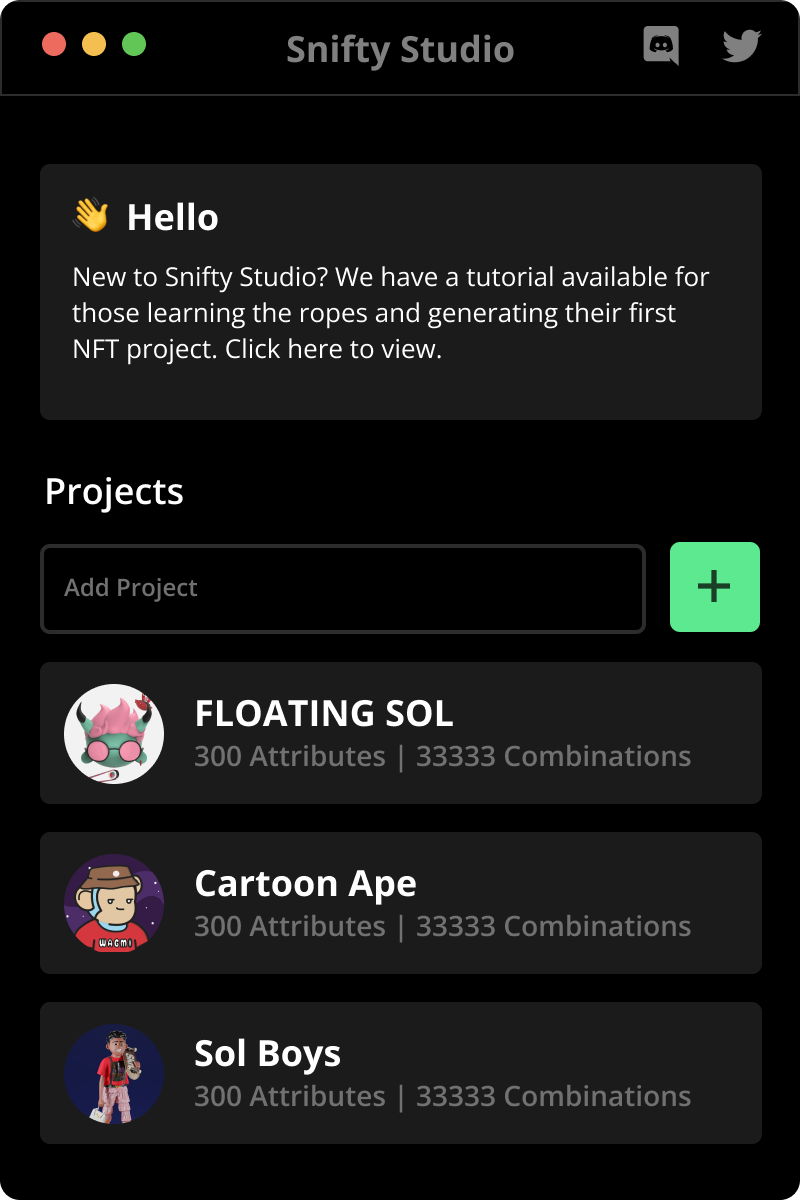 Snifty Studio
👋 Hello
New to Snifty Studio? We have a tutorial available for
those learning the ropes and generating their first
NFT project. Click here to view.
Projects
Add Project
+
FLOATING SOL
300 Attributes | 33333 Combinations
Cartoon Ape
300 Attributes | 33333 Combinations
WAGMI
Sol Boys
300 Attributes | 33333 Combinations